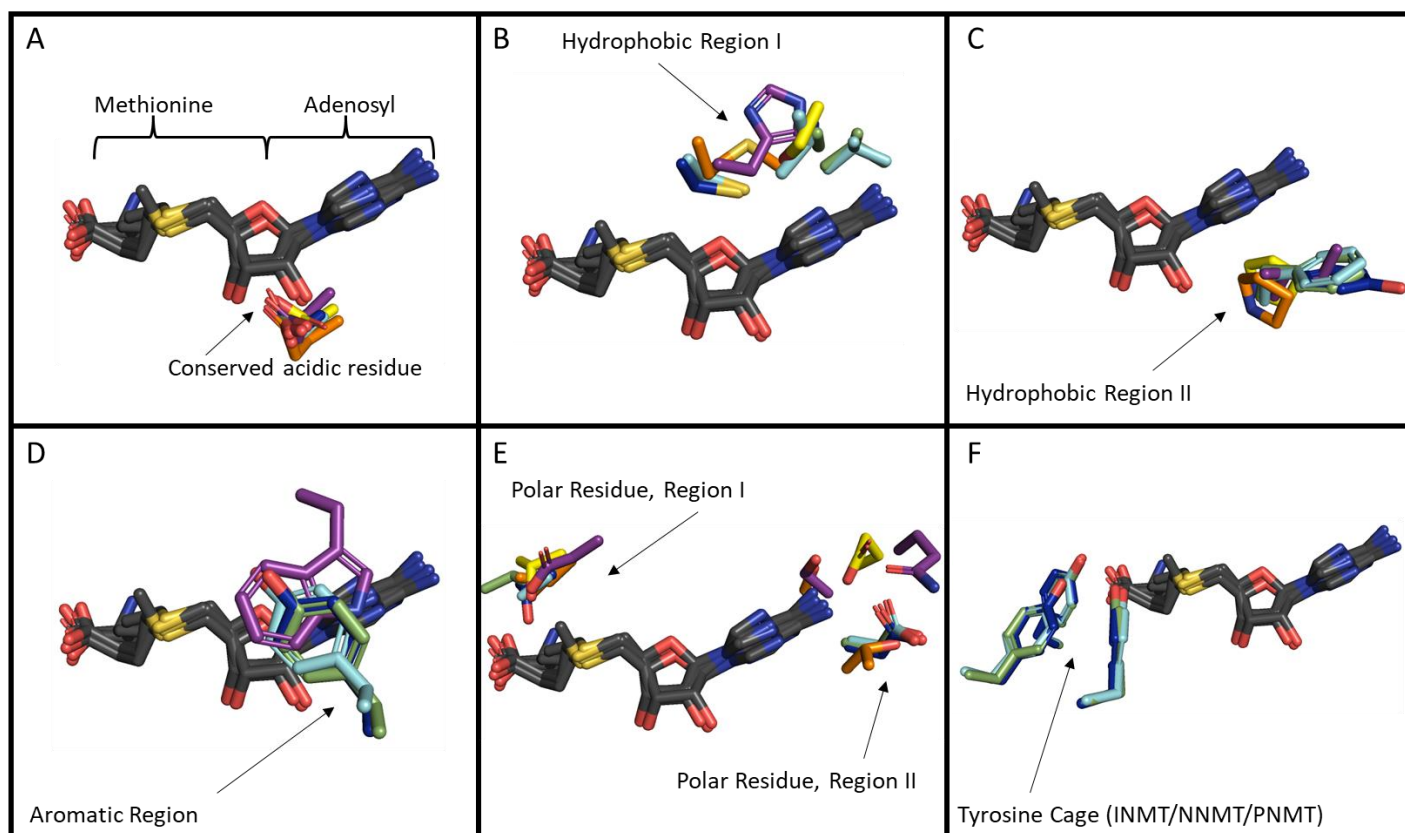 A
Methionine
Adenosyl
Conserved acidic residue
B
Hydrophobic Region I
C
Hydrophobic Region II
D
Aromatic Region
E
Polar Residue, Region I
Polar Residue, Region II
F
Tyrosine Cage (INMT/NNMT/PNMT)